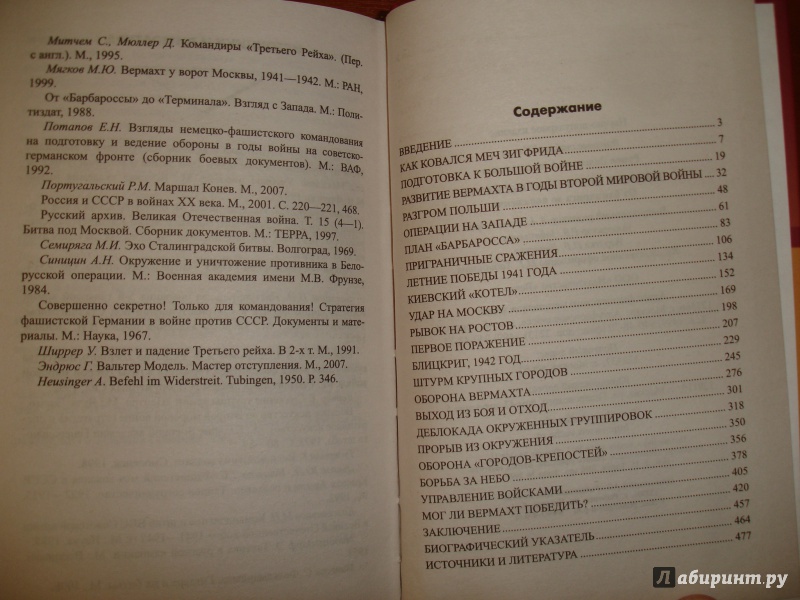 Митчем С., Мюллер Д. Командиры «Третьего Рейха». (Пер.
с англ.). М., 1995.
Мягков М.Ю. Вермахт у ворот Москвы, 1941—1942. М.: РАН,
1999.
От «Барбароссы» до «Терминала». Взгляд с Запада. М.: Поли-
тиздат, 1988.
Потапов Е.Н. Взгляды немецко-фашистского командования
на подготовку и ведение обороны в годы войны на советско-
германском фронте (сборник боевых документов). М.: ВАФ,
1992.
Португальский Р.М. Маршал Конев. М., 2007.
Россия и СССР в войнах XX века. М., 2001. С. 220—221, 468.
Русский архив. Великая Отечественная война. Т. 15 (4—1).
Битва под Москвой. Сборник документов. М.: ТЕРРА, 1997.
Семиряга М.И. Эхо Сталинградской битвы. Волгоград, 1969.
Синицин А.Н. Окружение и уничтожение противника в Бело-
русской операции. М.: Военная академия имени М.В. Фрунзе,
1984.
Совершенно секретно! Только для командования! Стратегия
фашистской Германии в войне против СССР. Документы и мате-
риалы. М.: Наука, 1967.
Ширрер У. Взлет и падение Третьего рейха. В 2-х т. М., 1991.
Эндрюс Г. Вальтер Модель. Мастер отступления. М., 2007.
Heusinger A. Befehl im Widerstreit. Tubingen, 1950. P. 346.
Содержание
ВВЕДЕНИЕ 3
КАК КОВАЛСЯ МЕЧ ЗИГФРИДА 7
ПОДГОТОВКА К БОЛЬШОЙ ВОЙНЕ 19
РАЗВИТИЕ ВЕРМАХТА В ГОДЫ ВТОРОЙ МИРОВОЙ ВОЙНЫ 32
РАЗГРОМ ПОЛЬШИ 48
ОПЕРАЦИИ НА ЗАПАДЕ 61
ПЛАН «БАРБАРОССА» 83
ПРИГРАНИЧНЫЕ СРАЖЕНИЯ 106
ЛЕТНИЕ ПОБЕДЫ 1941 ГОДА 134
КИЕВСКИЙ «КОТЕЛ» 152
УДАР НА МОСКВУ 169
РЫВОК НА РОСТОВ 198
ПЕРВОЕ ПОРАЖЕНИЕ 207
БЛИЦКРИГ, 1942 ГОД 229
ШТУРМ КРУПНЫХ ГОРОДОВ 245
ОБОРОНА ВЕРМАХТА 276
ВЫХОД ИЗ БОЯ И ОТХОД 301
ДЕБЛОКАДА ОКРУЖЕННЫХ ГРУППИРОВОК 318
ПРОРЫВ ИЗ ОКРУЖЕНИЯ 350
ОБОРОНА «ГОРОДОВ-КРЕПОСТЕЙ» 356
БОРЬБА ЗА НЕБО 378
УПРАВЛЕНИЕ ВОЙСКАМИ 405
МОГ ЛИ ВЕРМАХТ ПОБЕДИТЬ? 420
ЗАКЛЮЧЕНИЕ 457
БИОГРАФИЧЕСКИЙ УКАЗАТЕЛЬ 464
ИСТОЧНИКИ И ЛИТЕРАТУРА 477
Лабиринт.ру